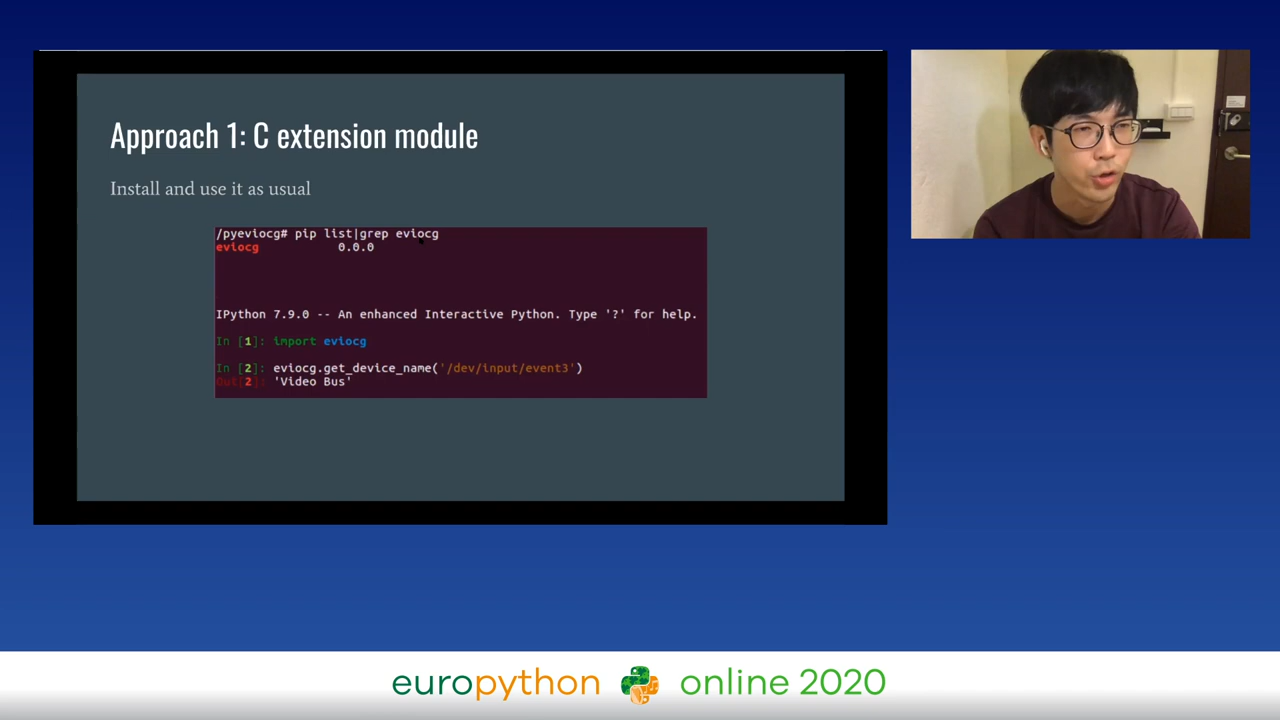 Approach 1: C extension module
Install and use it as usual
/pyeviocg# pip list|grep eviocg
eviocg 0.0.0
IPython 7.9.0 -- An enhanced Interactive Python. Type '?' for help.
In [1]: import eviocg
In [2]: eviocg.get_device_name('/dev/input/event3')
Out[2]: 'Video Bus'
europython online 2020